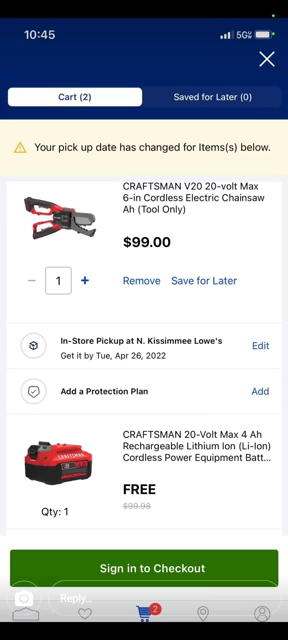 10:45
5G
Cart (2)
Saved for Later (0)
Your pick up date has changed for Items(s) below.
CRAFTSMAN V20 20-volt Max
6-in Cordless Electric Chainsaw
Ah (Tool Only)
$99.00
− 1 +
Remove
Save for Later
In-Store Pickup at N. Kissimmee Lowe's
Get it by Tue, Apr 26, 2022
Edit
Add a Protection Plan
Add
CRAFTSMAN 20-Volt Max 4 Ah
Rechargeable Lithium Ion (Li-Ion)
Cordless Power Equipment Batt...
CRAFTSMAN
FREE
$99.98
Qty: 1
Sign in to Checkout
Reply...
2